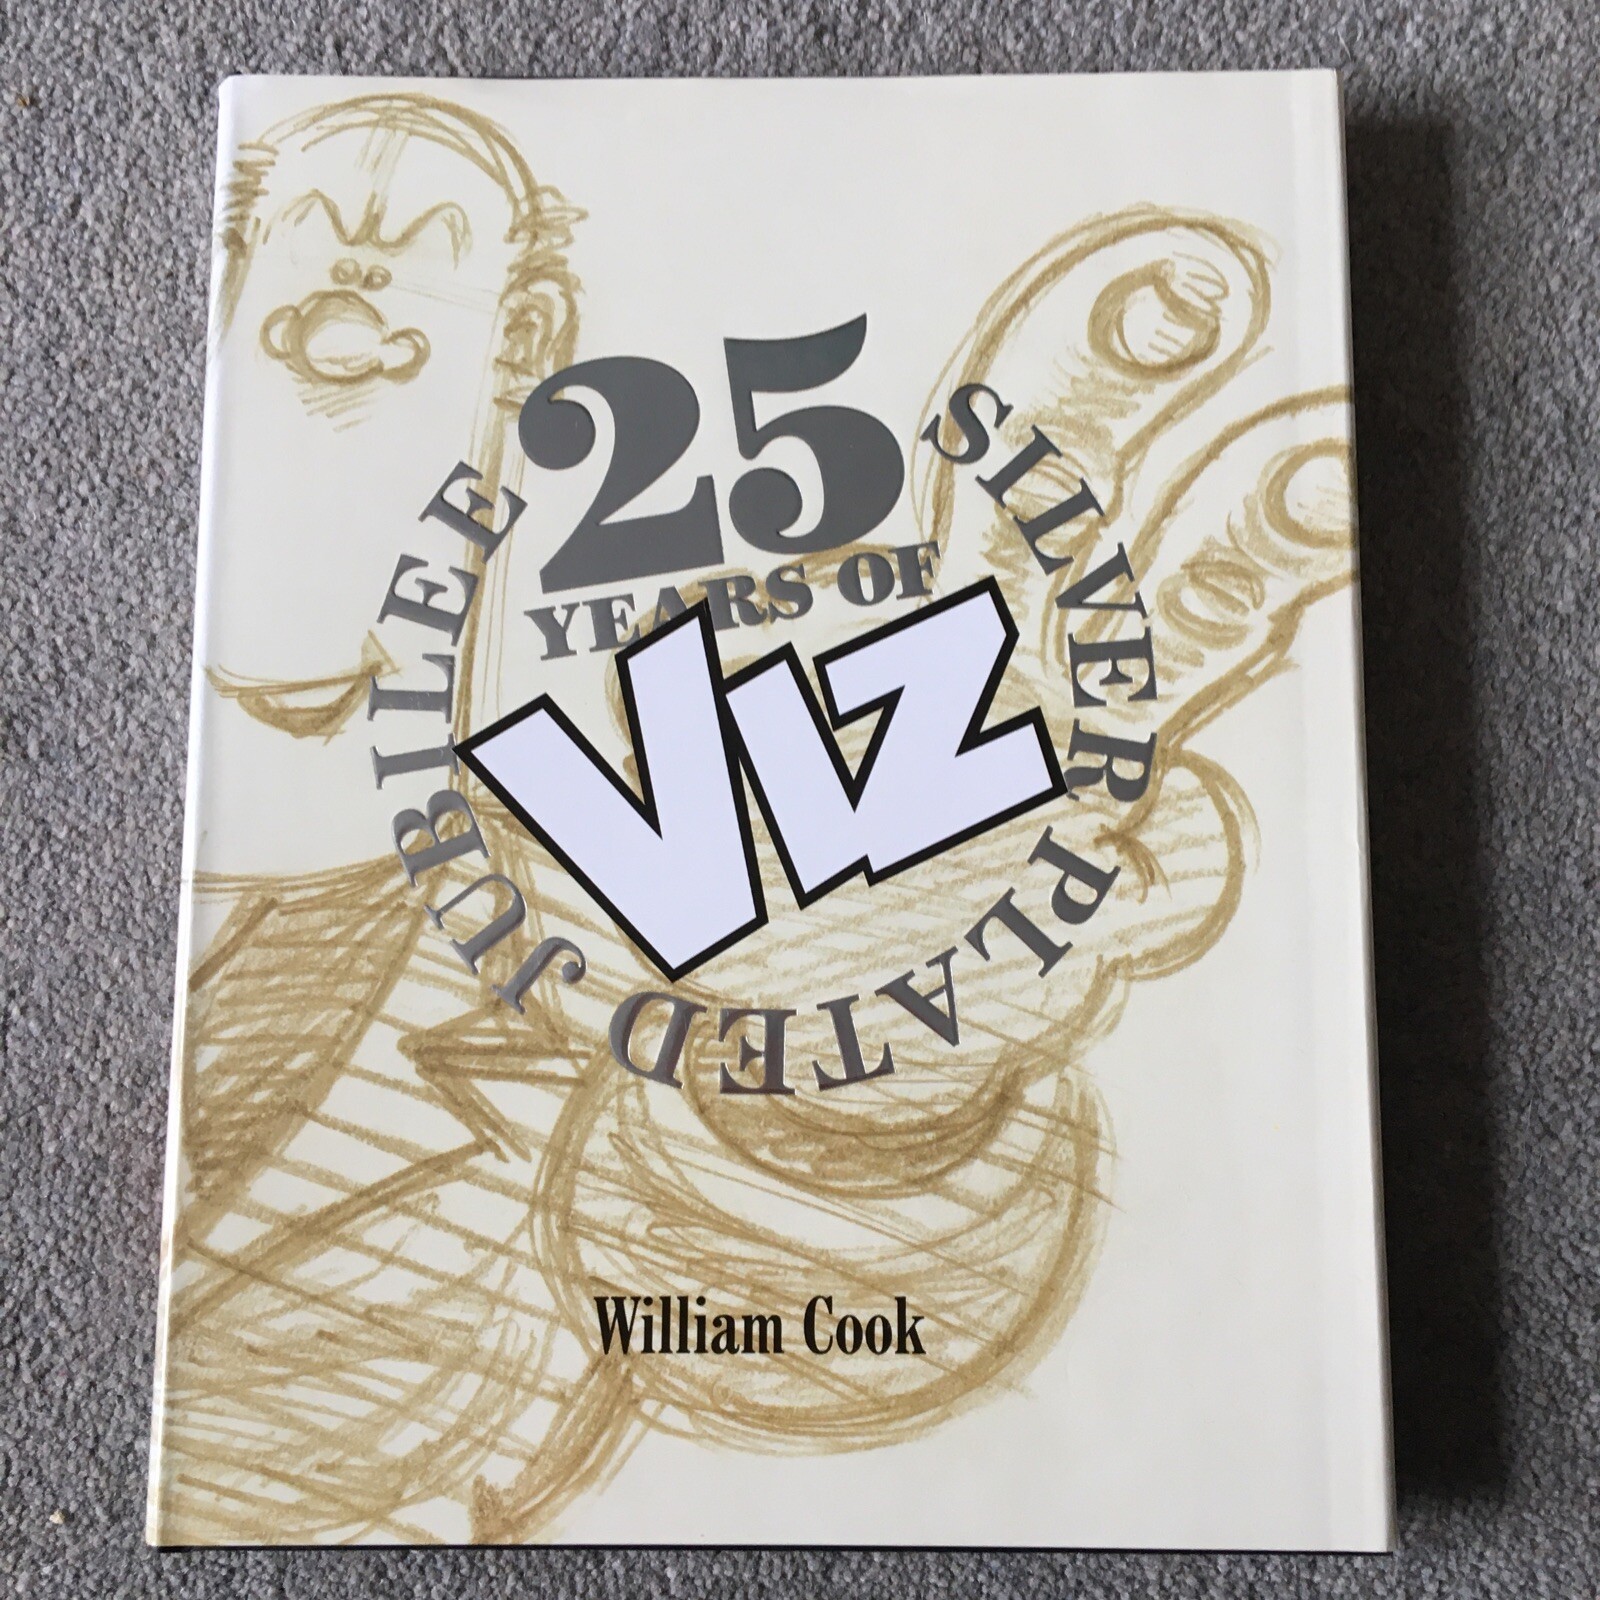 25
YEARS OF
VIZ
SILVER PLATED JUBILEE
William Cook